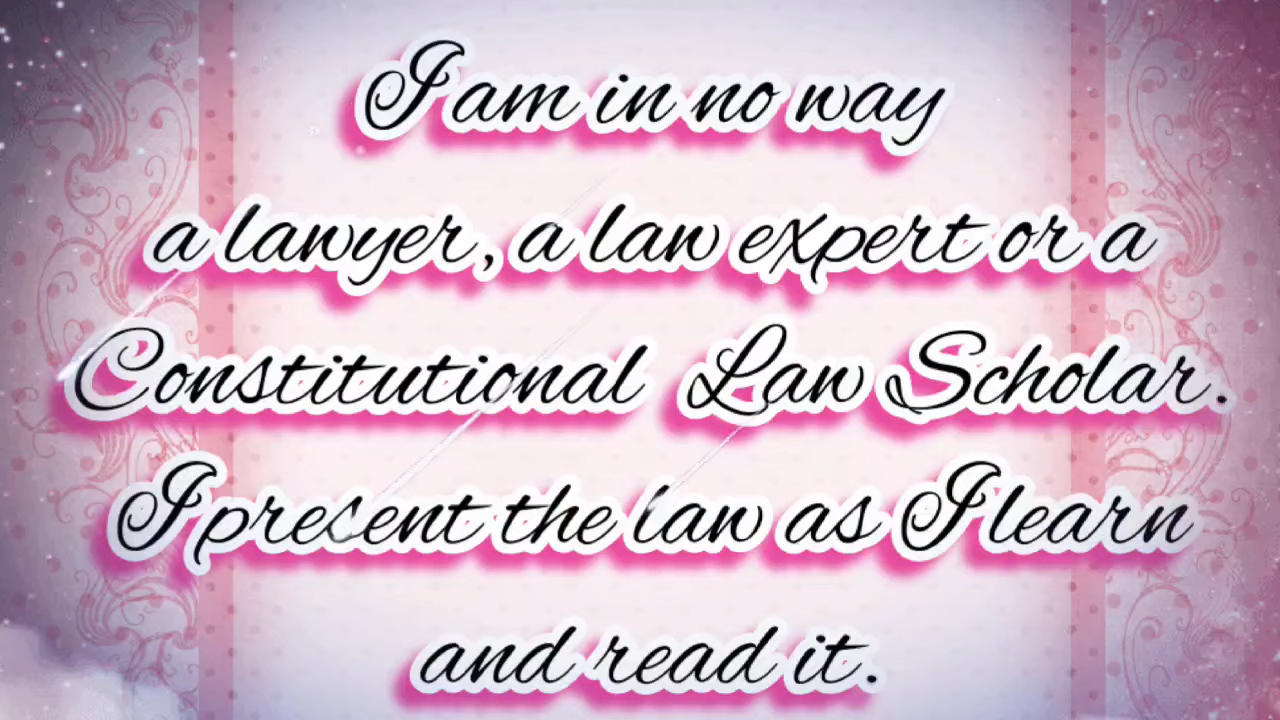 I am in no way
a lawyer, a law expert or a
Constitutional Law Scholar.
I present the law as I learn
and read it.